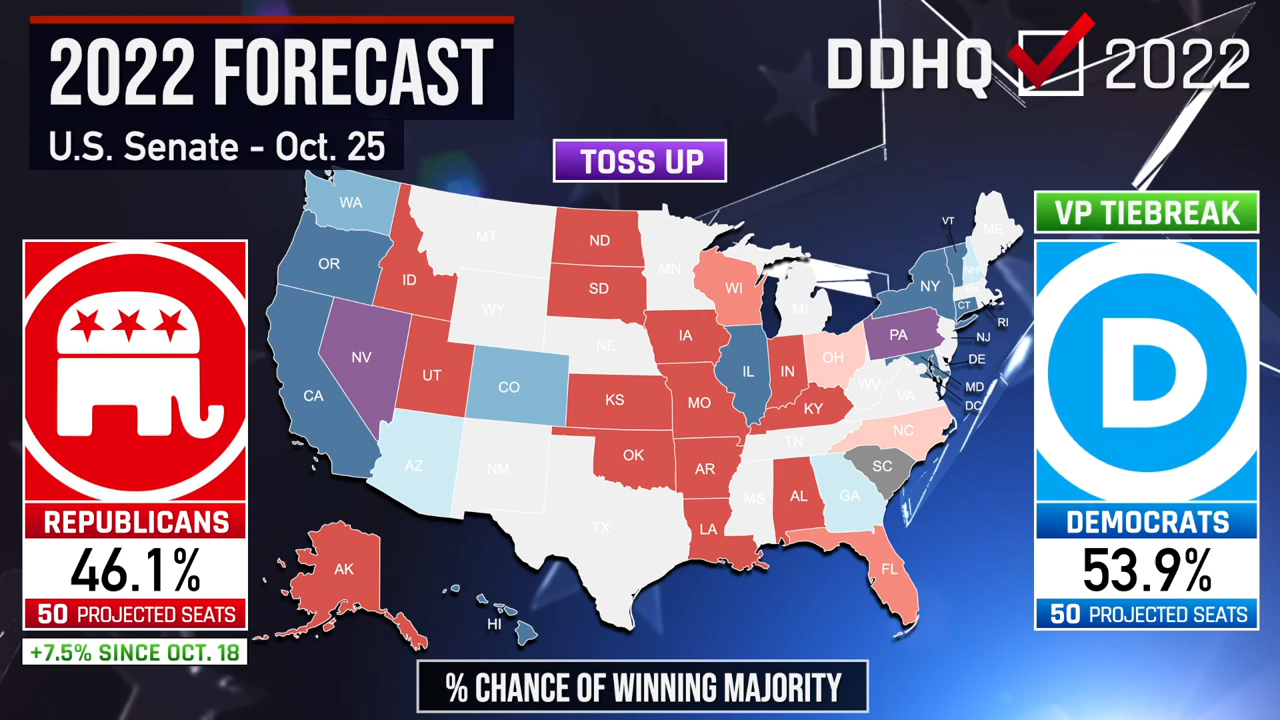 2022 FORECAST
U.S. Senate - Oct. 25
DDHQ 2022
TOSS UP
VP TIEBREAK
REPUBLICANS
46.1%
50 PROJECTED SEATS
+7.5% SINCE OCT. 18
DEMOCRATS
53.9%
50 PROJECTED SEATS
WA
OR
CA
NV
ID
MT
WY
UT
AZ
CO
NM
ND
SD
NE
KS
OK
TX
MN
IA
MO
AR
LA
WI
IL
MI
IN
OH
KY
TN
MS
AL
GA
FL
SC
NC
VA
WV
PA
NY
VT
NH
ME
CT
RI
NJ
DE
MD
DC
AK
HI
% CHANCE OF WINNING MAJORITY